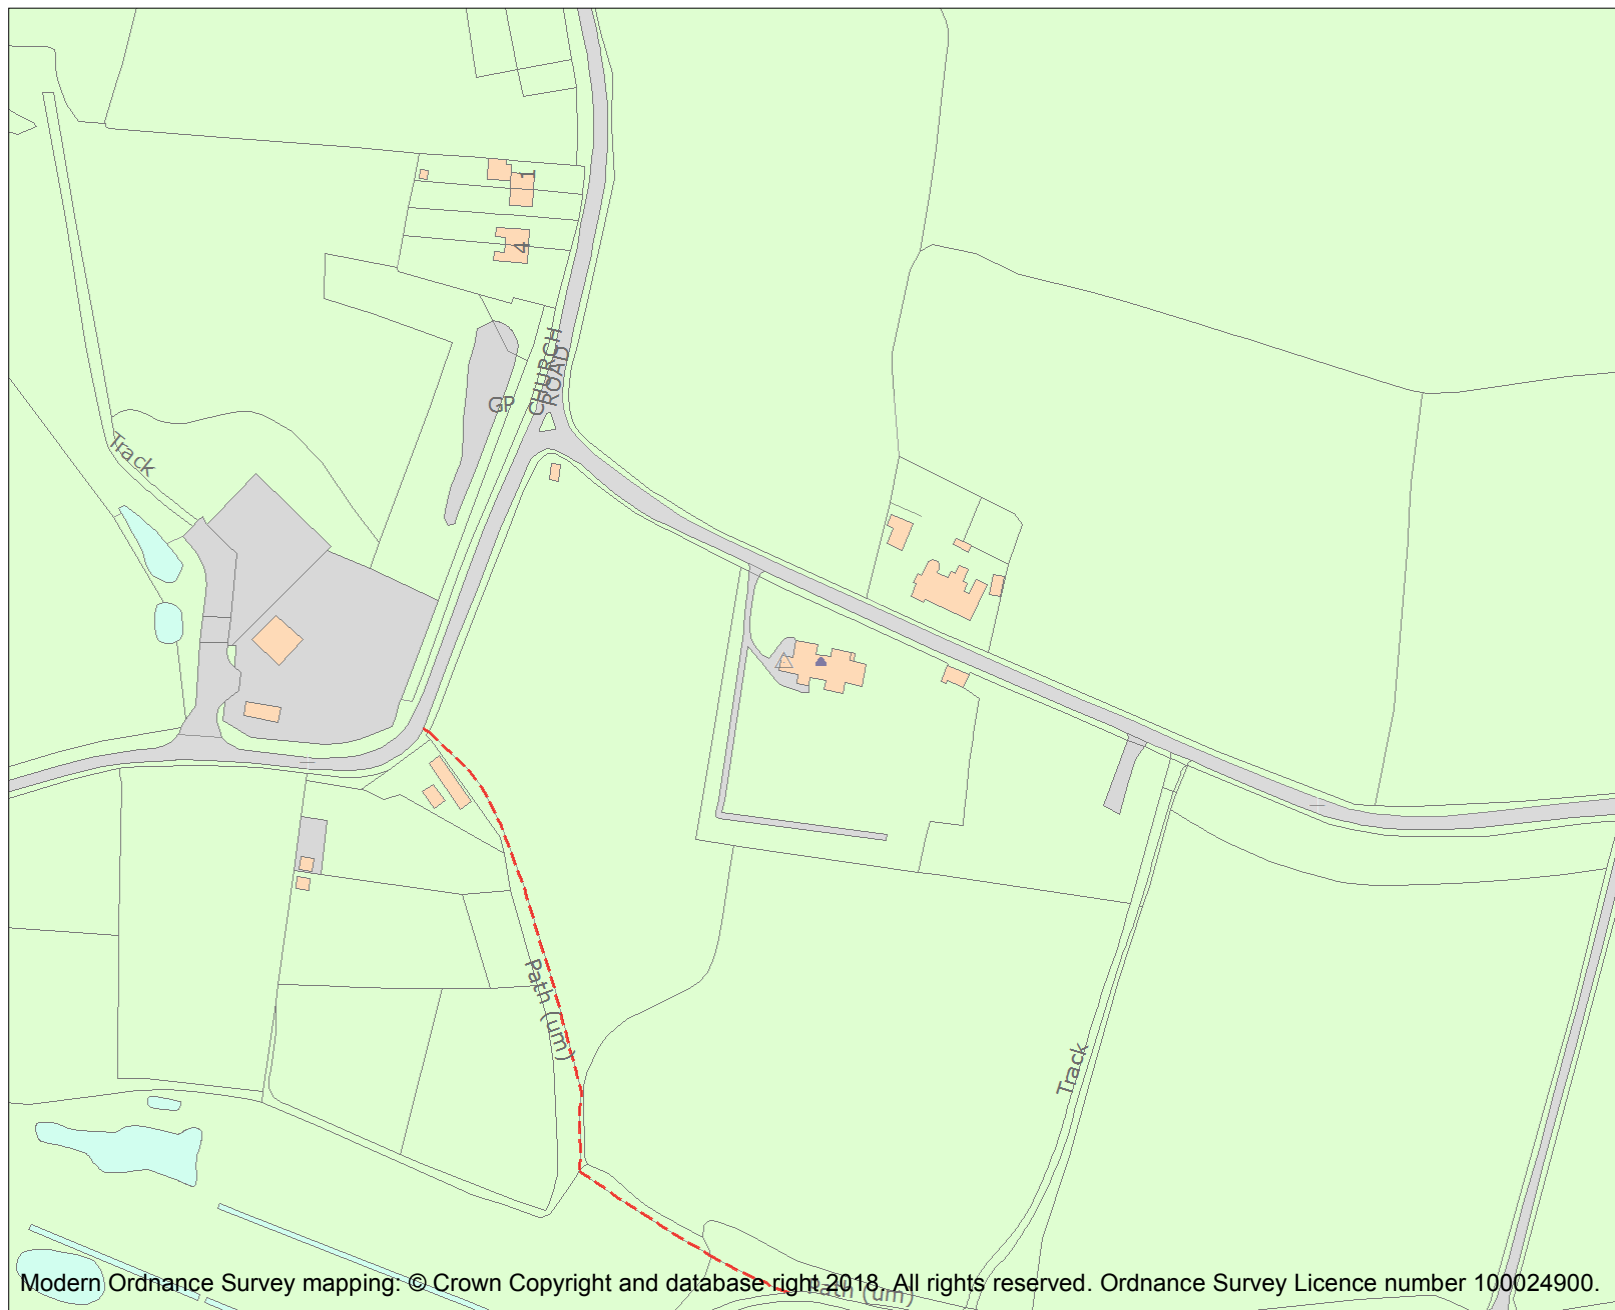 1
4
CHURCH
ROAD
GP
Track
Path (um)
Track
Path (um)
Modern Ordnance Survey mapping: © Crown Copyright and database right 2018. All rights reserved. Ordnance Survey Licence number 100024900.